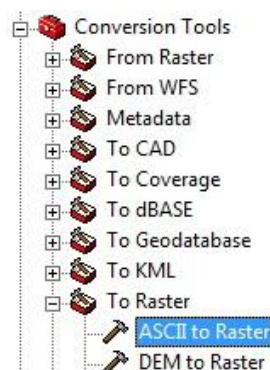 Conversion Tools
From Raster
From WFS
Metadata
To CAD
To Coverage
To dBASE
To Geodatabase
To KML
To Raster
ASCII to Raster
DEM to Raster